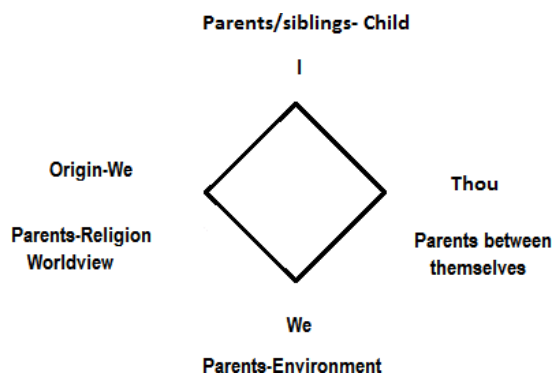 Parents/siblings- Child
I
Origin-We
Thou
Parents-Religion
Worldview
Parents between
themselves
We
Parents-Environment